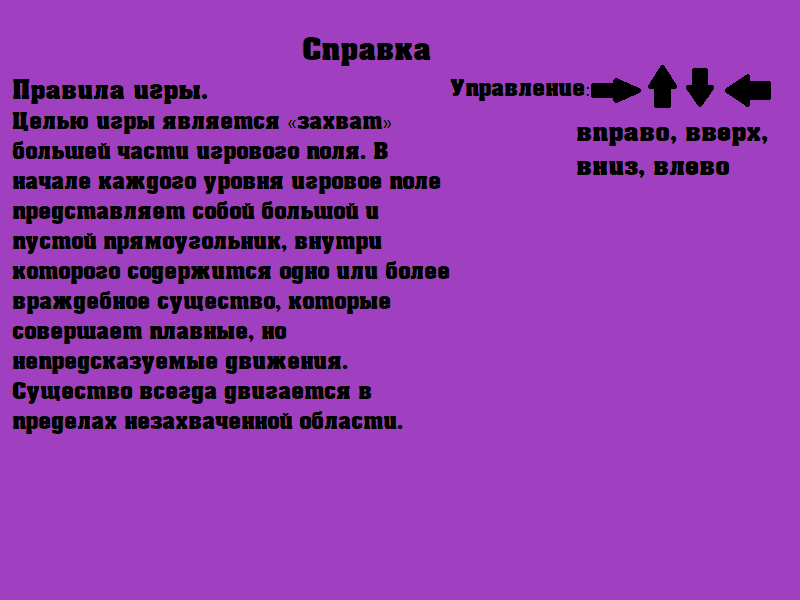 Справка
Правила игры.
Целью игры является «захват»
большей части игрового поля. В
начале каждого уровня игровое поле
представляет собой большой и
пустой прямоугольник, внутри
которого содержится одно или более
враждебное существо, которые
совершает плавные, но
непредсказуемые движения.
Существо всегда двигается в
пределах незахваченной области.
Управление:
вправо, вверх,
вниз, влево